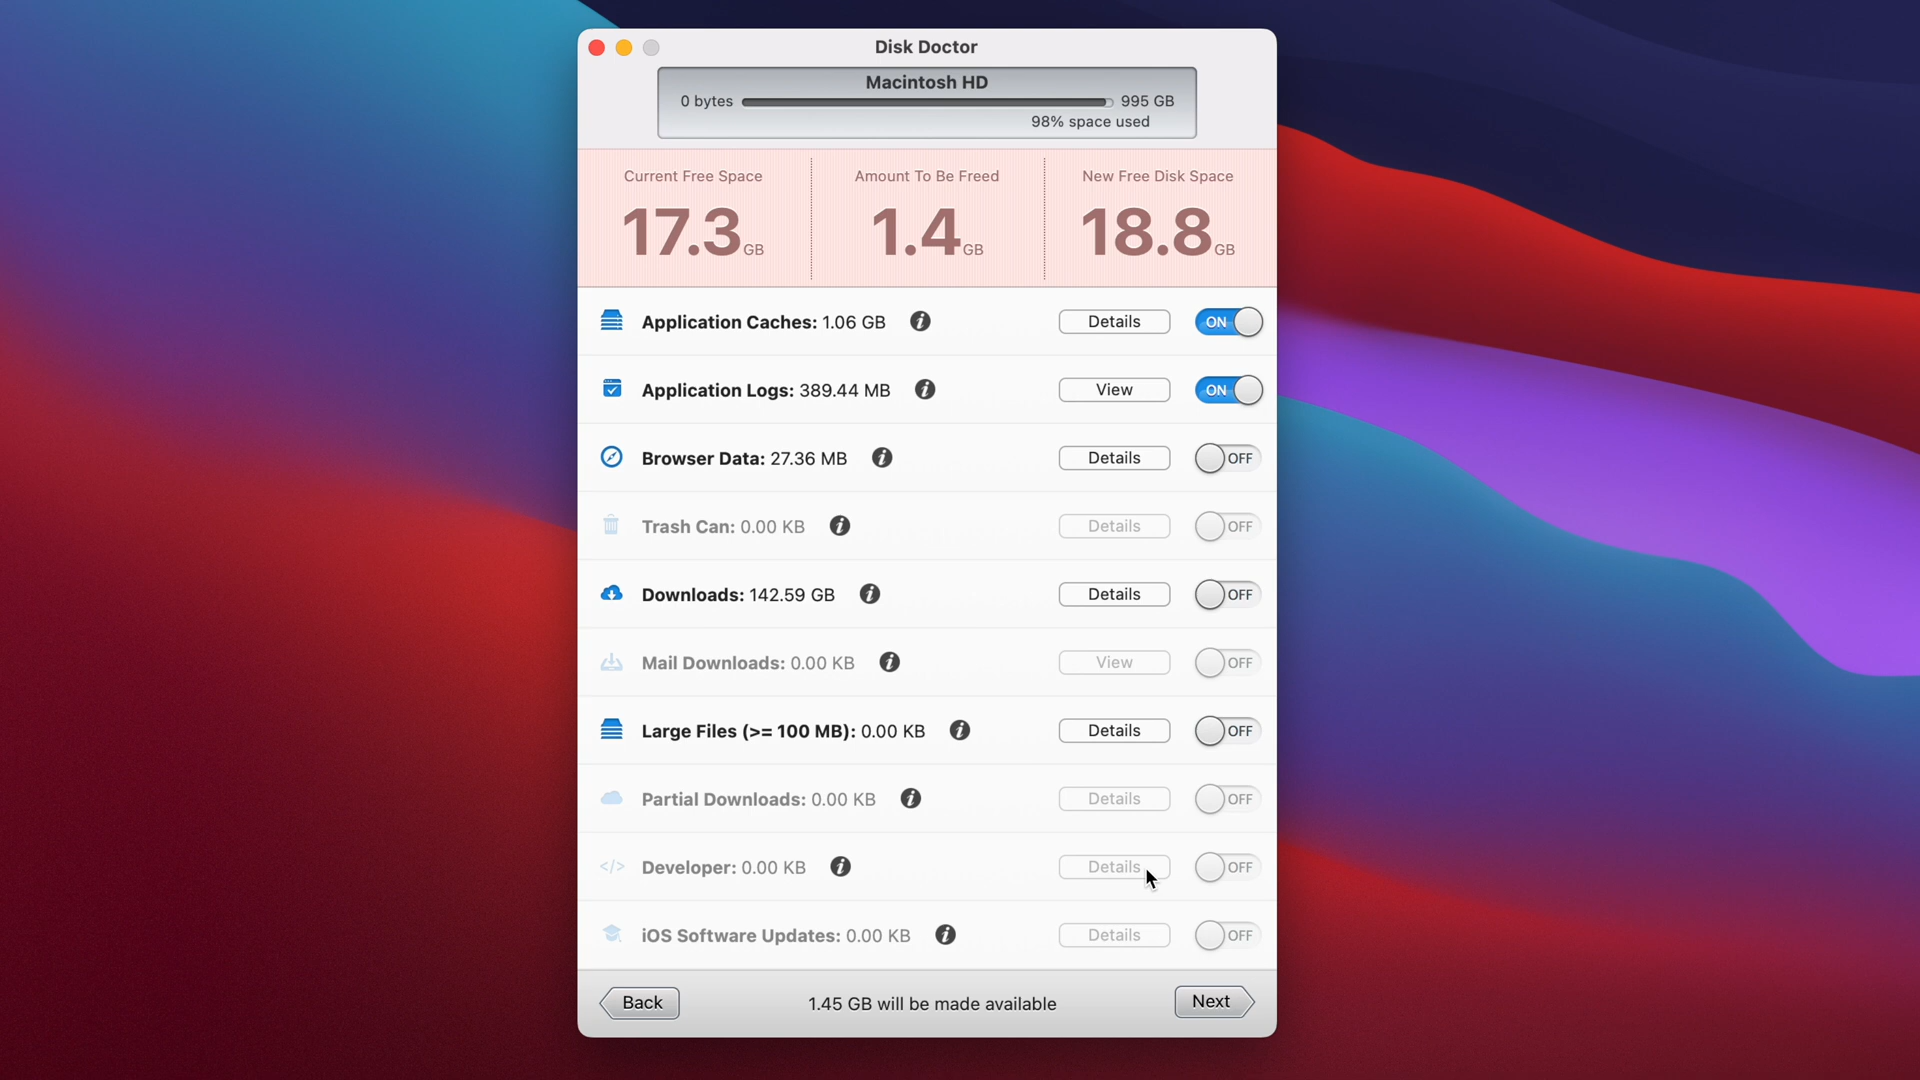 Disk Doctor
Macintosh HD
0 bytes 995 GB
98% space used
Current Free Space Amount To Be Freed New Free Disk Space
17.3 GB 1.4 GB 18.8 GB
Application Caches: 1.06 GB i Details ON
Application Logs: 389.44 MB i View ON
Browser Data: 27.36 MB i Details OFF
Trash Can: 0.00 KB i Details OFF
Downloads: 142.59 GB i Details OFF
Mail Downloads: 0.00 KB i View OFF
Large Files (>= 100 MB): 0.00 KB i Details OFF
Partial Downloads: 0.00 KB i Details OFF
</> Developer: 0.00 KB i Details OFF
iOS Software Updates: 0.00 KB i Details OFF
Back 1.45 GB will be made available Next